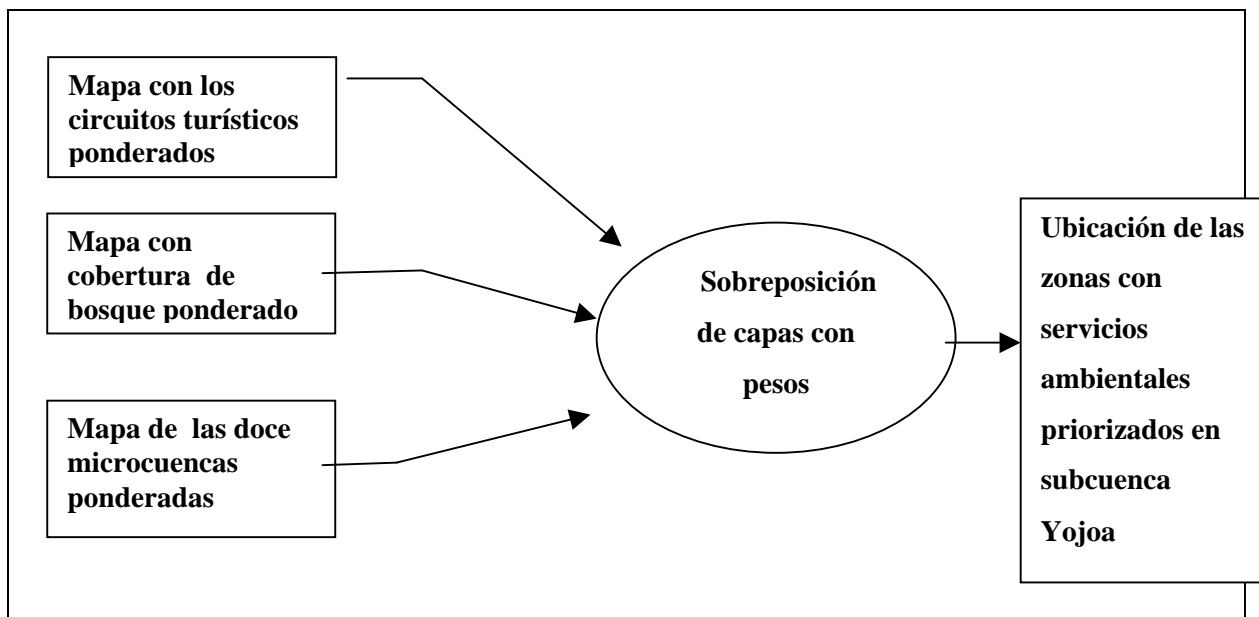 Mapa con los
circuitos turísticos
ponderados
Mapa con
cobertura de
bosque ponderado
Mapa de las doce
microcuencas
ponderadas
Sobreposición
de capas con
pesos
Ubicación de las
zonas con
servicios
ambientales
priorizados en
subcuenca
Yojoa